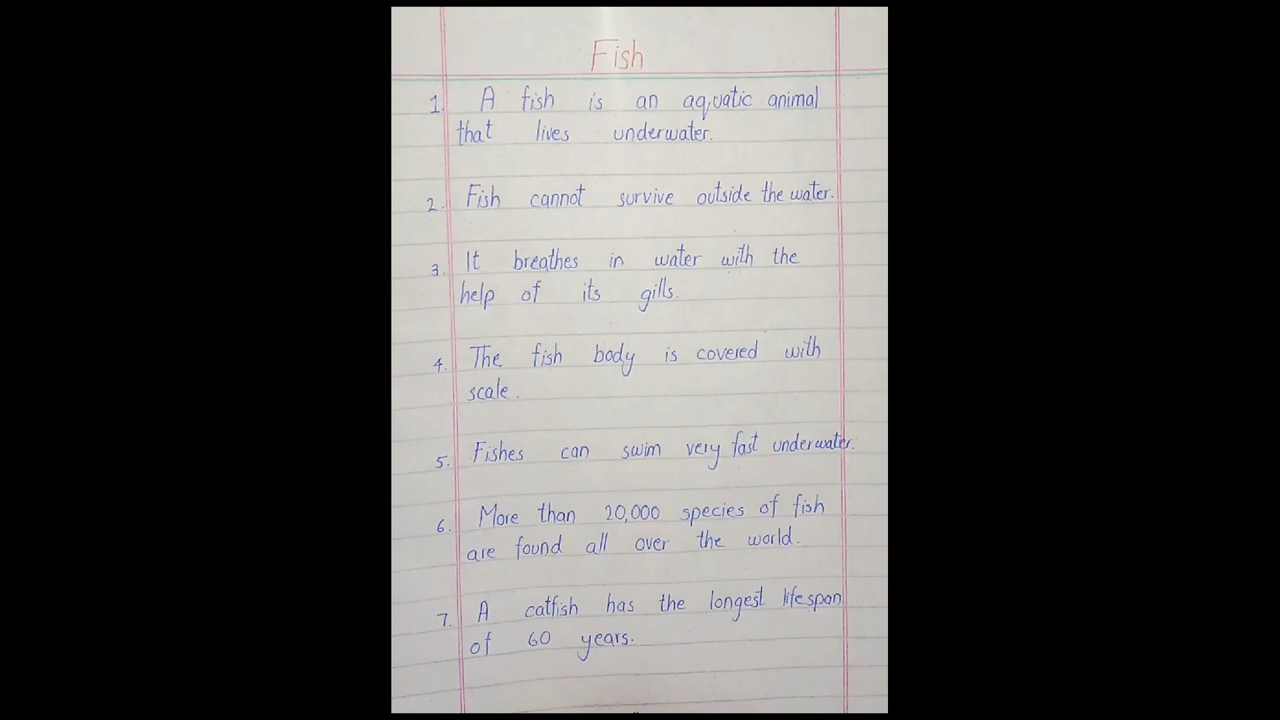 Fish
1. A fish is an aquatic animal
that lives underwater.
2. Fish cannot survive outside the water.
3. It breathes in water with the
help of its gills.
4. The fish body is covered with
scale.
5. Fishes can swim very fast underwater.
6. More than 20,000 species of fish
are found all over the world.
7. A catfish has the longest lifespan
of 60 years.